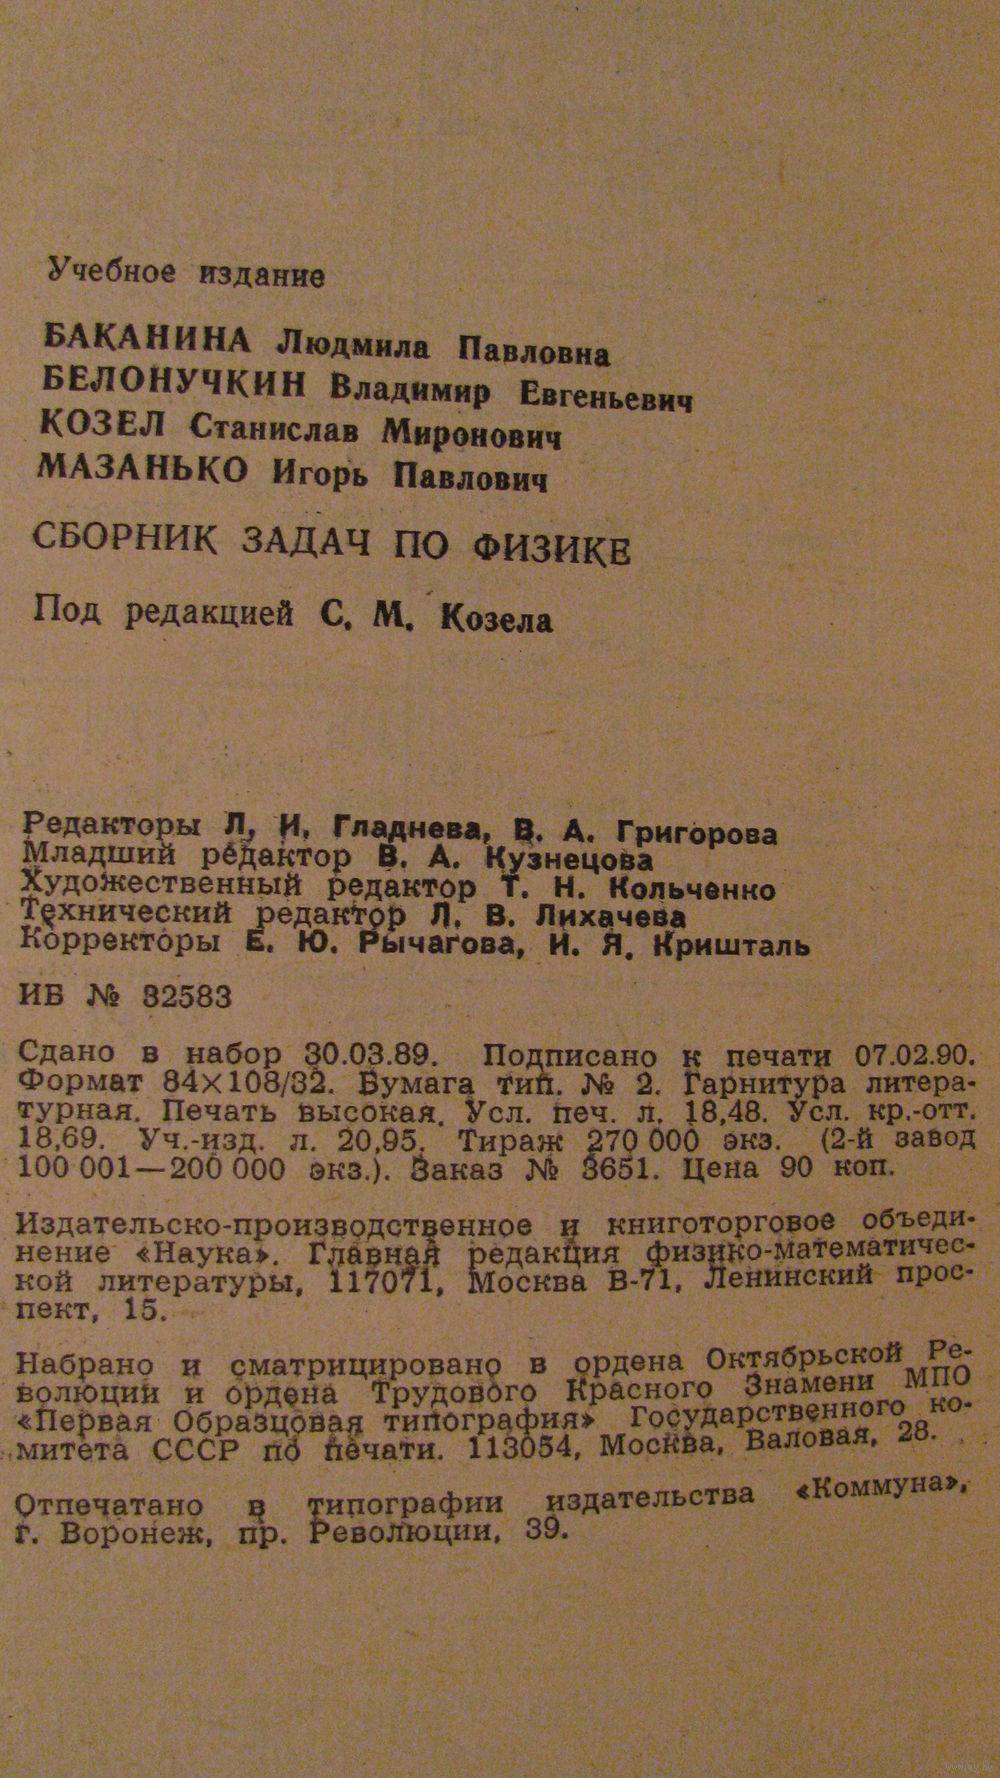 Учебное издание
БАКАНИНА Людмила Павловна
БЕЛОНУЧКИН Владимир Евгеньевич
КОЗЕЛ Станислав Миронович
МАЗАНЬКО Игорь Павлович
СБОРНИК ЗАДАЧ ПО ФИЗИКЕ
Под редакцией С. М. Козела
Редакторы Л. И. Гладнева, В. А. Григорова
Младший редактор В. А. Кузнецова
Художественный редактор Т. Н. Кольченко
Технический редактор Л. В. Лихачева
Корректоры Е. Ю. Рычагова, И. Я. Кришталь
ИБ № 32583
Сдано в набор 30.03.89. Подписано к печати 07.02.90.
Формат 84×108/32. Бумага тип. № 2. Гарнитура литера-
турная. Печать высокая. Усл. печ. л. 18,48. Усл. кр.-отт.
18,69. Уч.-изд. л. 20,95. Тираж 270 000 экз. (2-й завод
100 001—200 000 экз.). Заказ № 3651. Цена 90 коп.
Издательско-производственное и книготорговое объеди-
нение «Наука». Главная редакция физико-математичес-
кой литературы, 117071, Москва В-71, Ленинский прос-
пект, 15.
Набрано и сматрицировано в ордена Октябрьской Ре-
волюции и ордена Трудового Красного Знамени МПО
«Первая Образцовая типография» Государственного ко-
митета СССР по печати. 113054, Москва, Валовая, 28.
Отпечатано в типографии издательства «Коммуна»,
г. Воронеж, пр. Революции, 39.